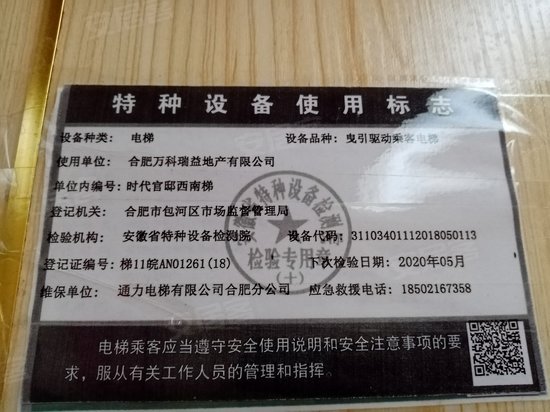 特种设备使用标志
设备种类： 电梯 设备品种：曳引驱动乘客电梯
使用单位： 合肥万科瑞益地产有限公司
单位内编号：时代官邸西南梯
登记机关： 合肥市包河区市场监督管理局
检验机构： 安徽省特种设备检测院 设备代码：31103401112018050113
登记证编号：梯11皖AN01261(18) 下次检验日期：2020年05月
维保单位： 通力电梯有限公司合肥分公司 应急救援电话：18502167358
检验专用章
(十)
电梯乘客应当遵守安全使用说明和安全注意事项的要
求，服从有关工作人员的管理和指挥。